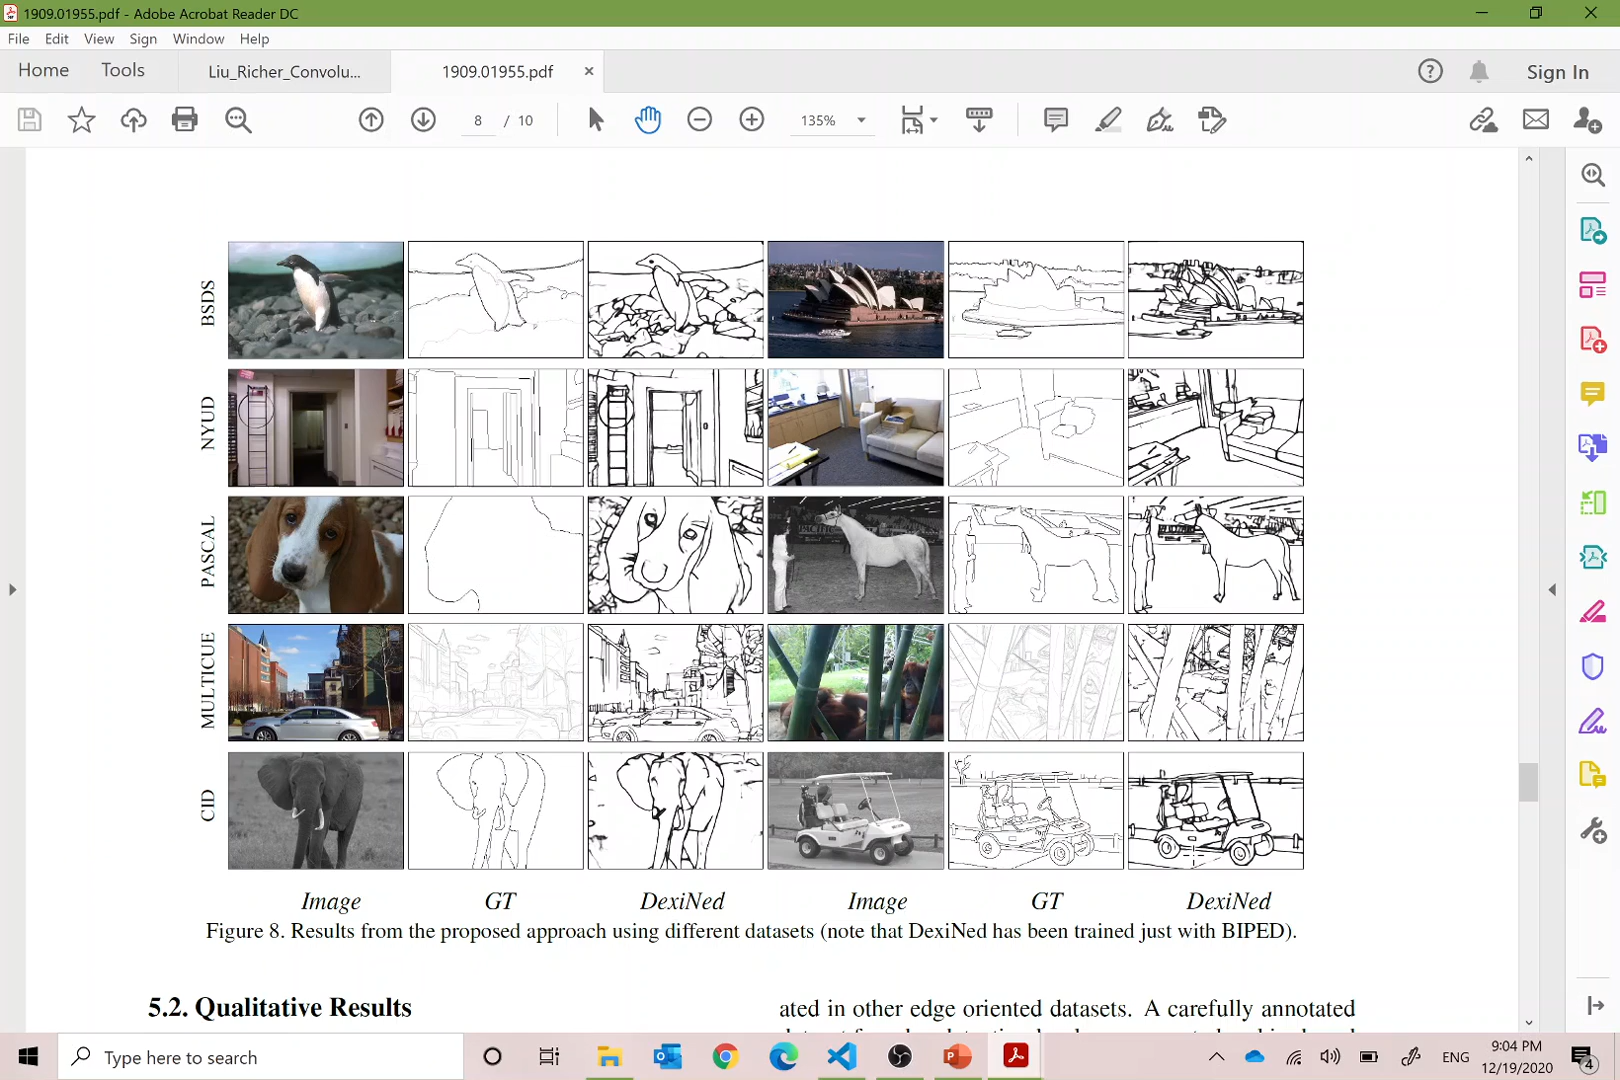 1909.01955.pdf - Adobe Acrobat Reader DC
File Edit View Sign Window Help
Home Tools Liu_Richer_Convolu... 1909.01955.pdf × Sign In
8 / 10 135%
BSDS
NYUD
PASCAL
MULTICUE
CID
Image GT DexiNed Image GT DexiNed
Figure 8. Results from the proposed approach using different datasets (note that DexiNed has been trained just with BIPED).
5.2. Qualitative Results
ated in other edge oriented datasets. A carefully annotated
Type here to search
ENG 9:04 PM
12/19/2020
4